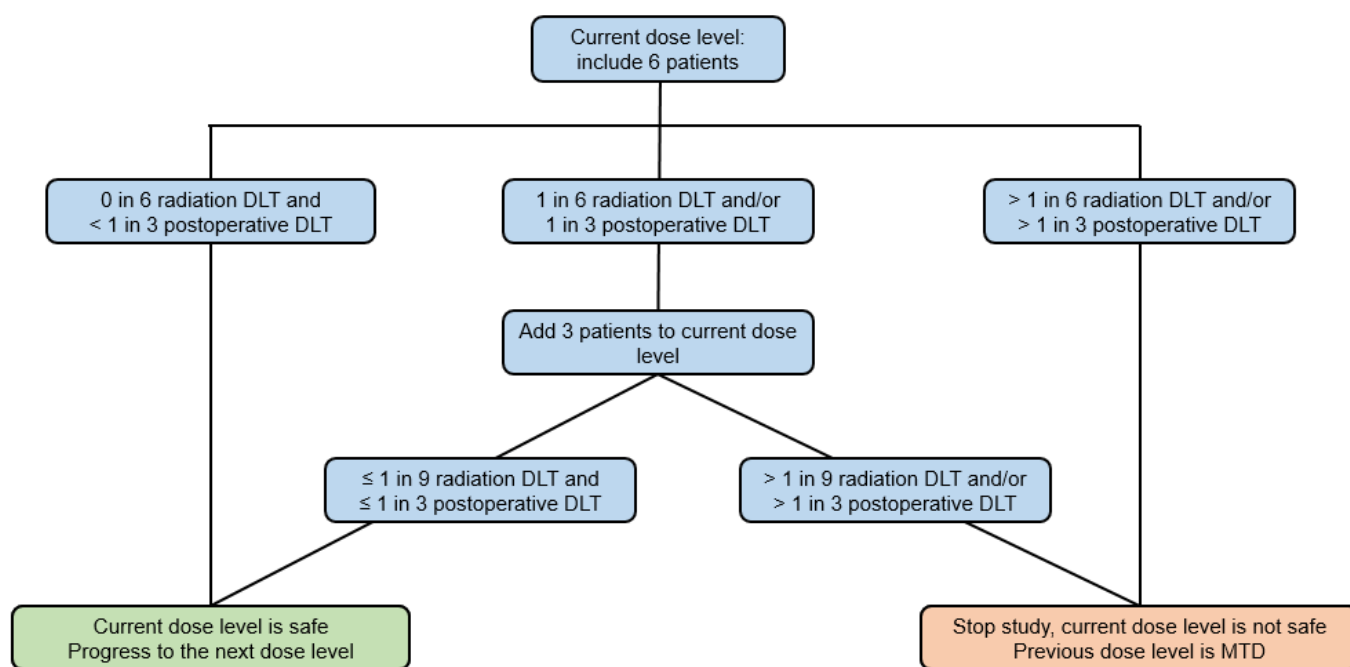 Current dose level:
include 6 patients
0 in 6 radiation DLT and
< 1 in 3 postoperative DLT
1 in 6 radiation DLT and/or
1 in 3 postoperative DLT
> 1 in 6 radiation DLT and/or
> 1 in 3 postoperative DLT
Add 3 patients to current dose
level
≤ 1 in 9 radiation DLT and
≤ 1 in 3 postoperative DLT
> 1 in 9 radiation DLT and/or
> 1 in 3 postoperative DLT
Current dose level is safe
Progress to the next dose level
Stop study, current dose level is not safe
Previous dose level is MTD